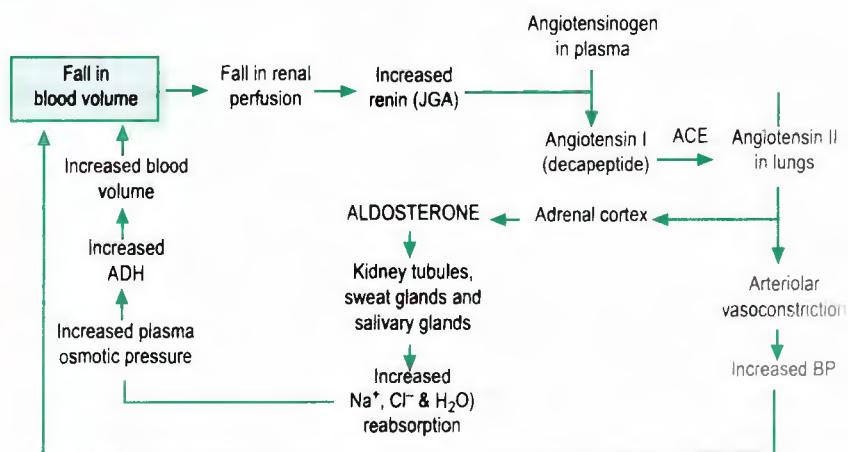 Angiotensinogen
in plasma
Fall in
blood volume
Fall in renal
perfusion
Increased
renin (JGA)
Angiotensin I
(decapeptide)
ACE
Angiotensin II
in lungs
Increased blood
volume
ALDOSTERONE
Adrenal cortex
Increased
ADH
Kidney tubules,
sweat glands and
salivary glands
Arteriolar
vasoconstriction
Increased plasma
osmotic pressure
Increased BP
Increased
Na⁺, Cl⁻ & H₂O)
reabsorption